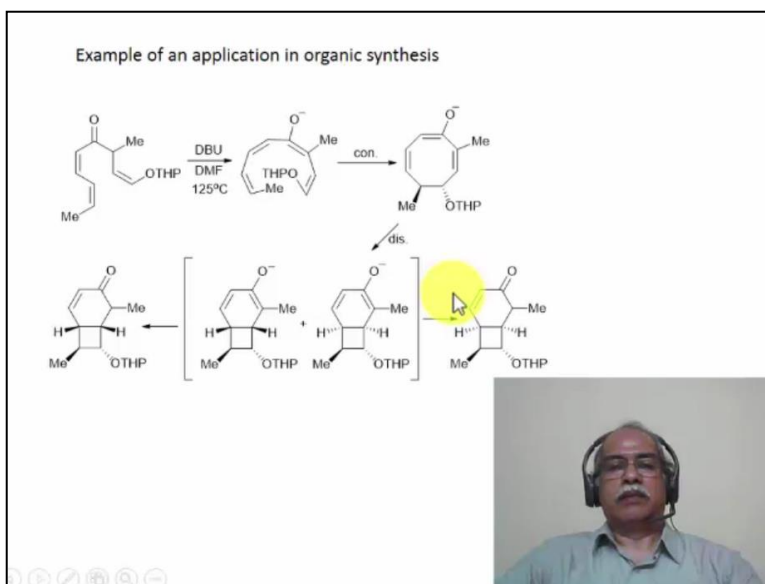 Example of an application in organic synthesis
O
Me
OTHP
Me
DBU
DMF
125ºC
O⁻
Me
THPO
Me
con.
O⁻
Me
Me
OTHP
dis.
O
Me
H
H
Me
OTHP
O⁻
Me
H
H
Me
OTHP
+
O⁻
Me
H
H
Me
OTHP
O
Me
H
H
Me
OTHP